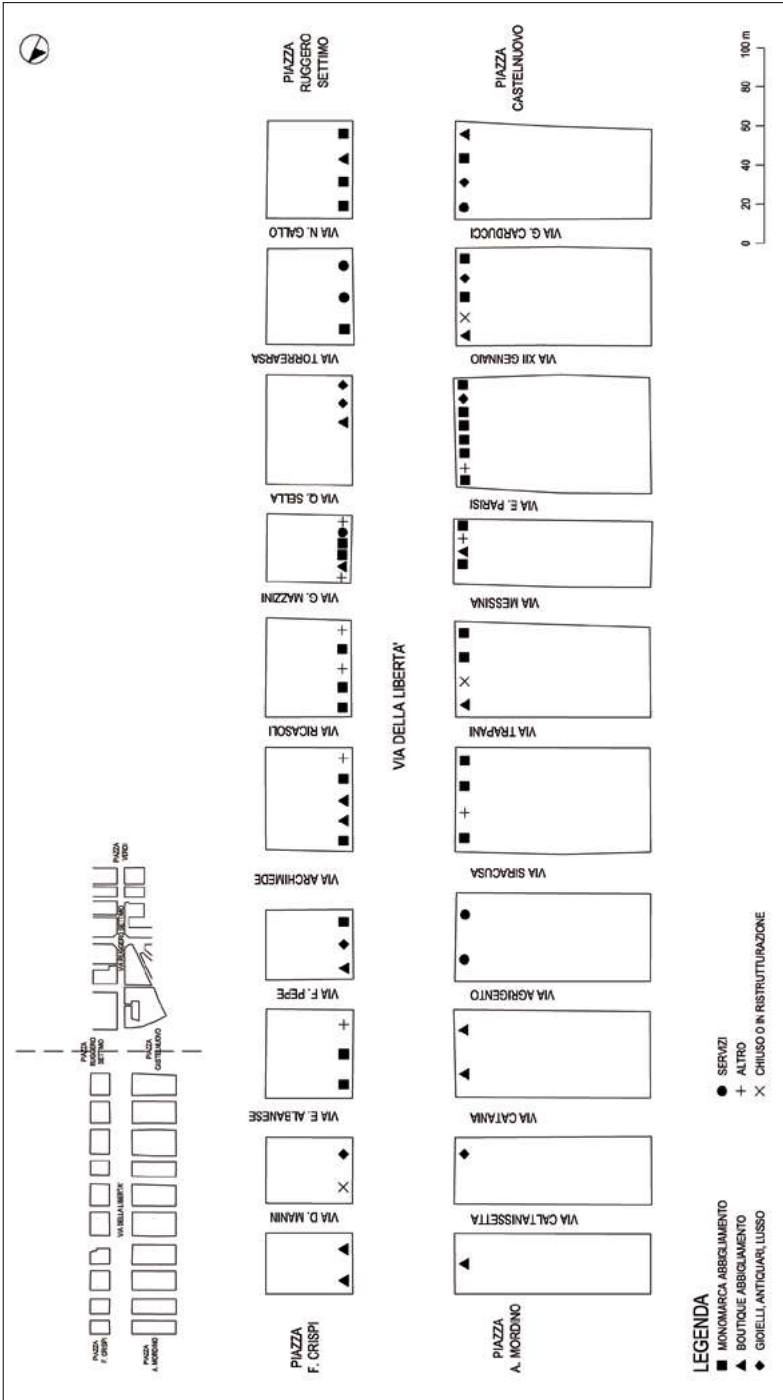 PIAZZA
RUGGERO
SETTIMO
PIAZZA
CASTELNUOVO
VIA N. GALLO
VIA TORREARSA
VIA Q. SELLA
VIA G. MAZZINI
VIA RICASOLI
VIA ARCHIMEDE
VIA F. PEPE
VIA E. ALBANESE
VIA D. MANIN
VIA DELLA LIBERTA'
VIA G. CARDUCCI
VIA XII GENNAIO
VIA E. PARISI
VIA MESSINA
VIA TRAPANI
VIA SIRACUSA
VIA AGRIGENTO
VIA CATANIA
VIA CALTANISSETTA
PIAZZA
F. CRISPI
PIAZZA
A. MORDINO
PIAZZA
F. CRISPI
PIAZZA
A. MORDINO
VIA DELLA LIBERTA'
PIAZZA
RUGGERO
SETTIMO
PIAZZA
CASTELNUOVO
VIA RUGGERO SETTIMO
PIAZZA
VERDI
LEGENDA
MONOMARCA ABBIGLIAMENTO
BOUTIQUE ABBIGLIAMENTO
GIOIELLI, ANTIQUARI, LUSSO
SERVIZI
ALTRO
CHIUSO O IN RISTRUTTURAZIONE
0 20 40 60 80 100 m